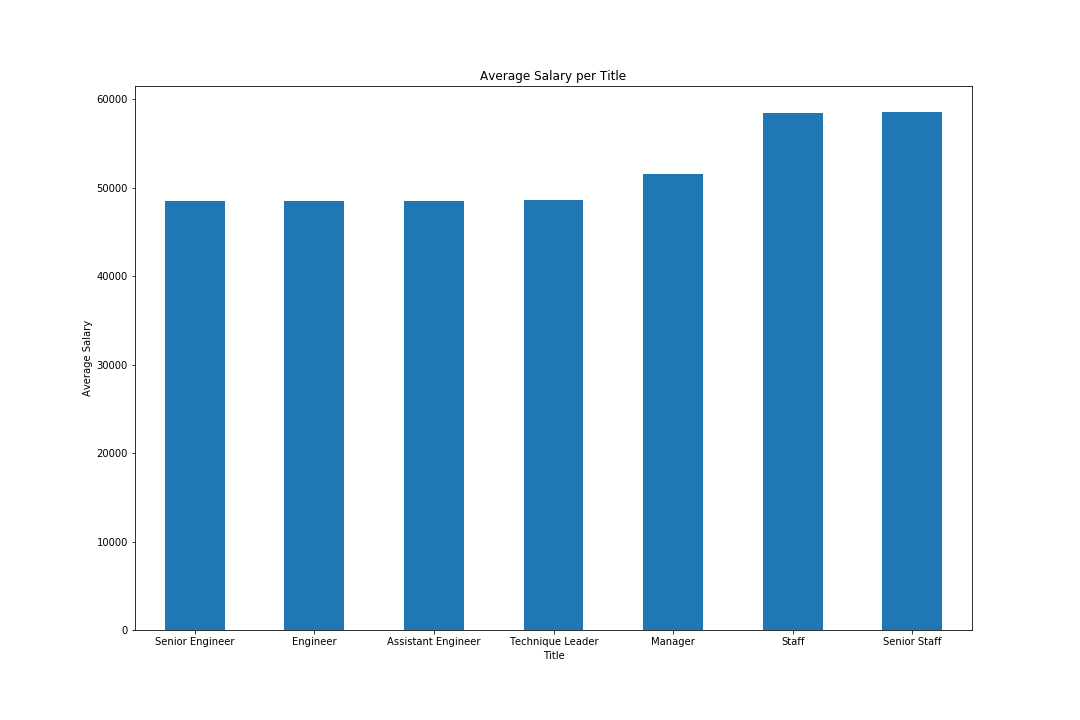 Average Salary per Title
60000
50000
40000
30000
20000
10000
0
Average Salary
Senior Engineer
Engineer
Assistant Engineer
Technique Leader
Manager
Staff
Senior Staff
Title